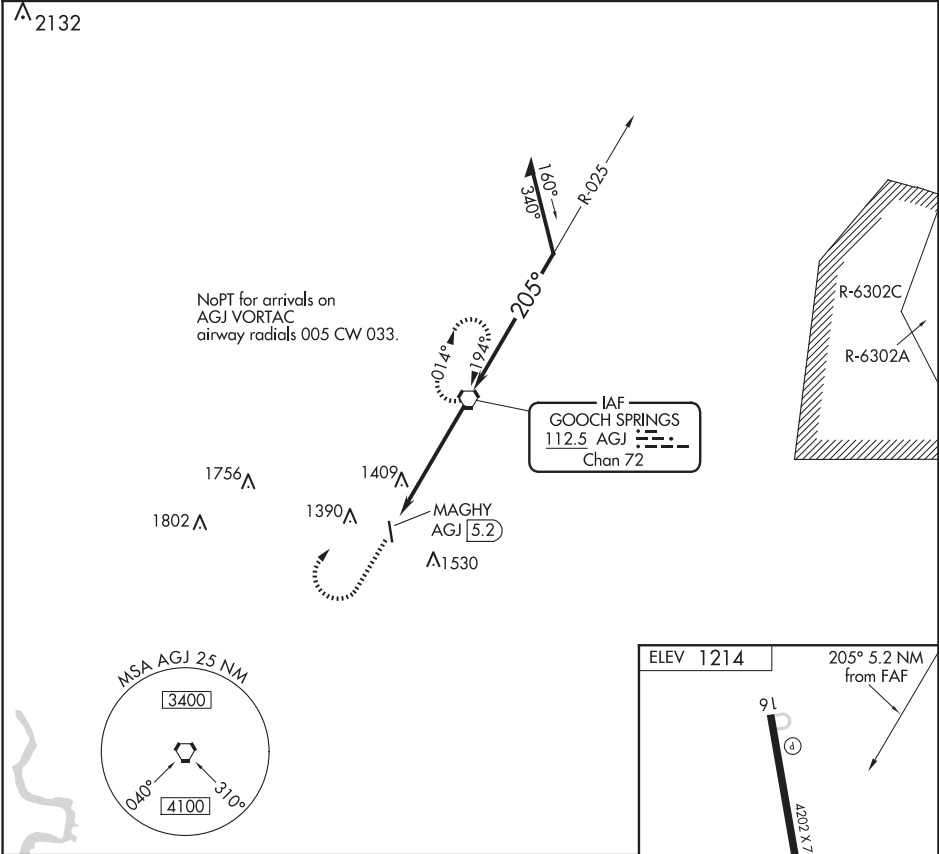 2132
R-025
160°
340°
205°
NoPT for arrivals on
AGJ VORTAC
airway radials 005 CW 033.
R-6302C
R-6302A
014°
194°
IAF
GOOCH SPRINGS
112.5 AGJ
Chan 72
1756
1409
1802
1390
MAGHY
AGJ 5.2
1530
MSA AGJ 25 NM
3400
040°
310°
4100
ELEV 1214
205° 5.2 NM
from FAF
16
P
4202 X 7